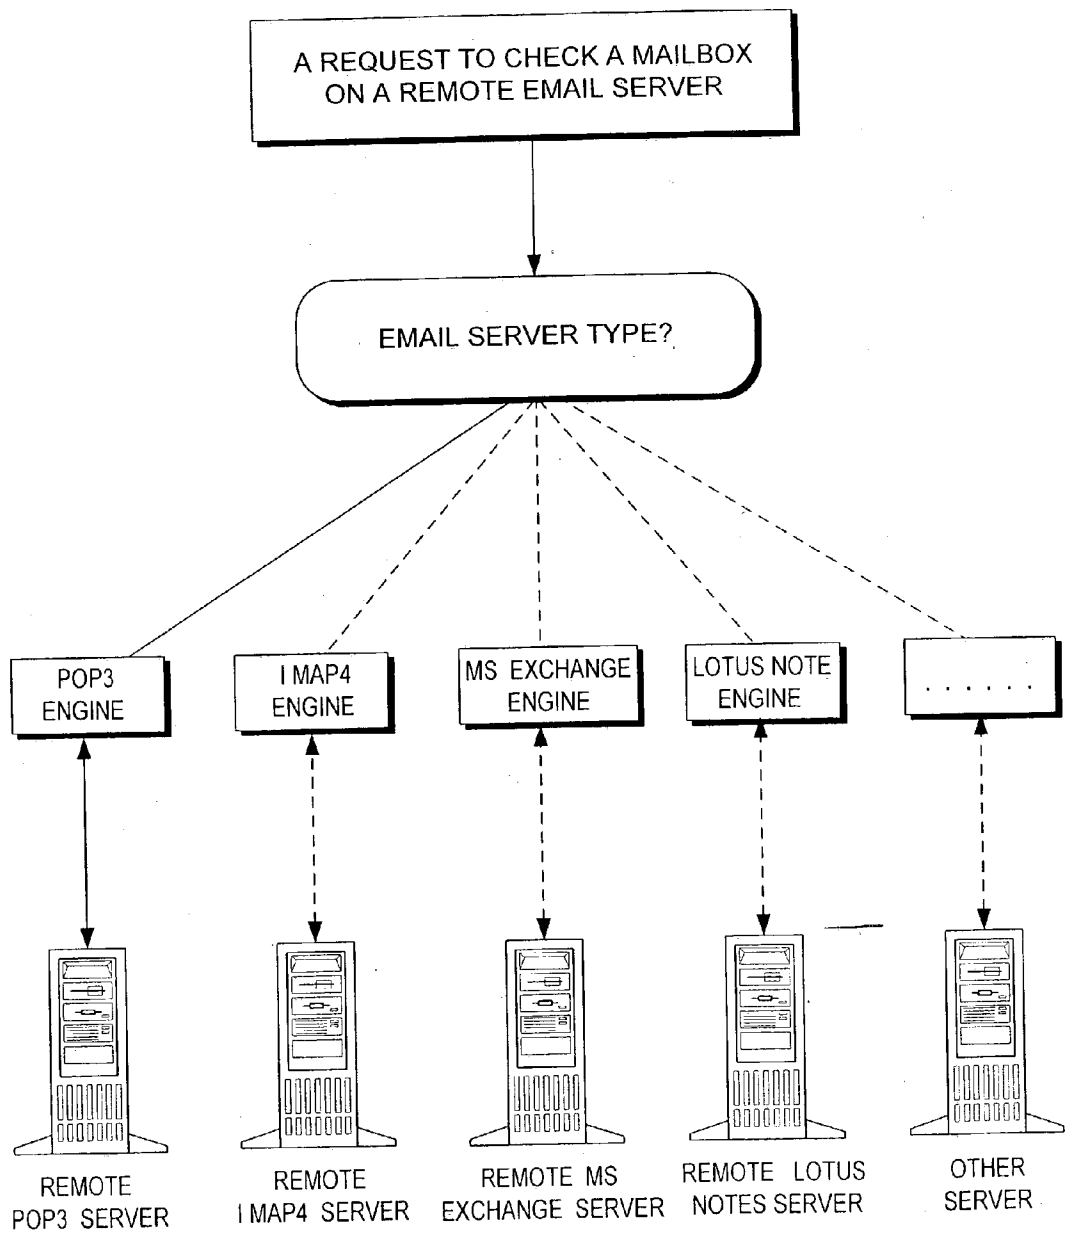 A REQUEST TO CHECK A MAILBOX
ON A REMOTE EMAIL SERVER
EMAIL SERVER TYPE?
POP3
ENGINE
I MAP4
ENGINE
MS EXCHANGE
ENGINE
LOTUS NOTE
ENGINE
. . . . . .
REMOTE
POP3 SERVER
REMOTE
I MAP4 SERVER
REMOTE MS
EXCHANGE SERVER
REMOTE LOTUS
NOTES SERVER
OTHER
SERVER